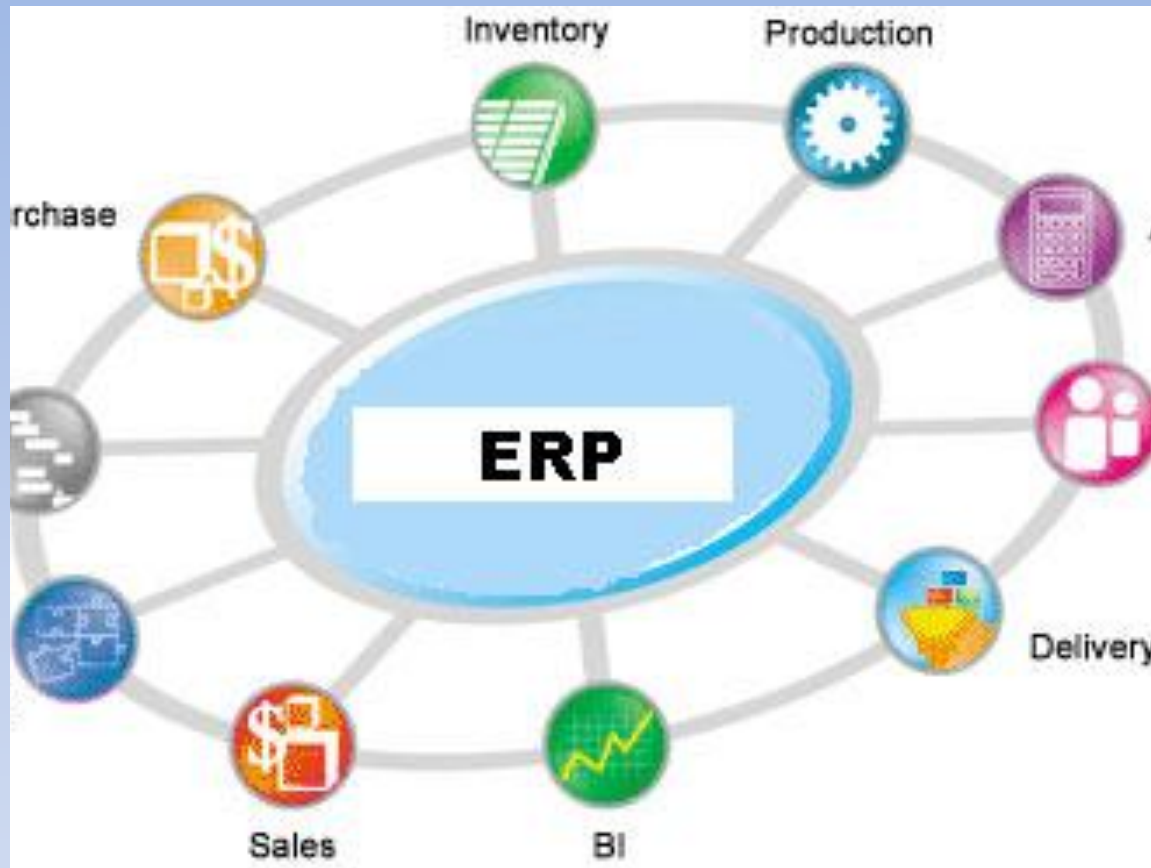 Inventory
Production
rchase
ERP
Delivery
Sales
BI